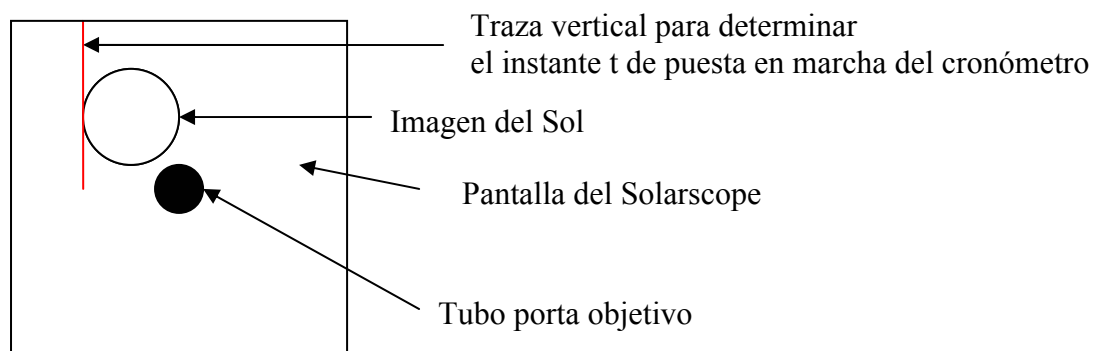 Traza vertical para determinar
el instante t de puesta en marcha del cronómetro
Imagen del Sol
Pantalla del Solarscope
Tubo porta objetivo